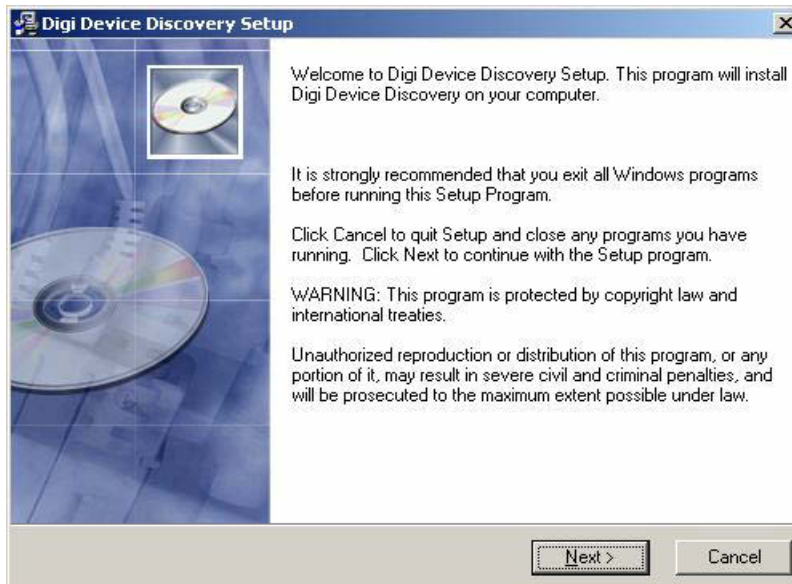 Digi Device Discovery Setup
Welcome to Digi Device Discovery Setup. This program will install
Digi Device Discovery on your computer.
It is strongly recommended that you exit all Windows programs
before running this Setup Program.
Click Cancel to quit Setup and close any programs you have
running.  Click Next to continue with the Setup program.
WARNING: This program is protected by copyright law and
international treaties.
Unauthorized reproduction or distribution of this program, or any
portion of it, may result in severe civil and criminal penalties, and
will be prosecuted to the maximum extent possible under law.
Next >
Cancel